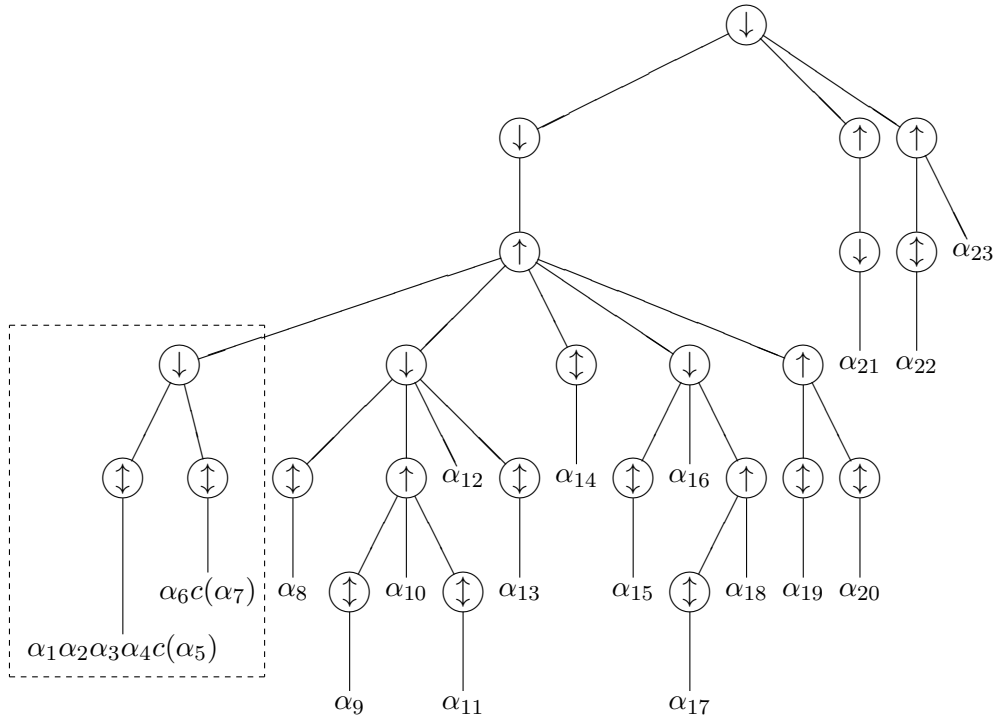 ↓
↓ ↑ ↑
↑ ↓ ↕ α₂₃
↓ ↓ ↕ ↓ ↑ α₂₁ α₂₂
↕ ↕ ↕ ↑ α₁₂ ↕ α₁₄ ↕ α₁₆ ↑ ↕ ↕
α₆c(α₇) α₈ ↕ α₁₀ ↕ α₁₃ α₁₅ ↕ α₁₈ α₁₉ α₂₀
α₁α₂α₃α₄c(α₅)
α₉ α₁₁ α₁₇